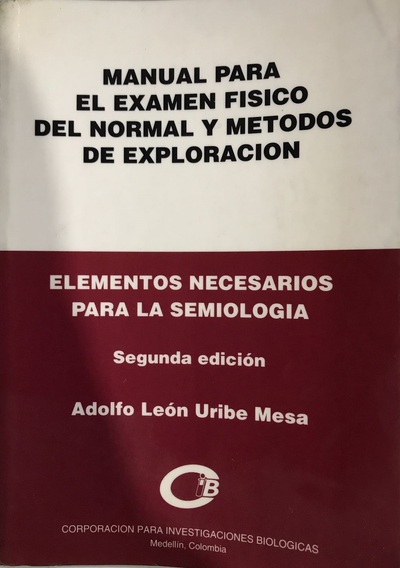 MANUAL PARA
EL EXAMEN FISICO
DEL NORMAL Y METODOS
DE EXPLORACION
ELEMENTOS NECESARIOS
PARA LA SEMIOLOGIA
Segunda edición
Adolfo León Uribe Mesa
CIB
CORPORACION PARA INVESTIGACIONES BIOLOGICAS
Medellín, Colombia